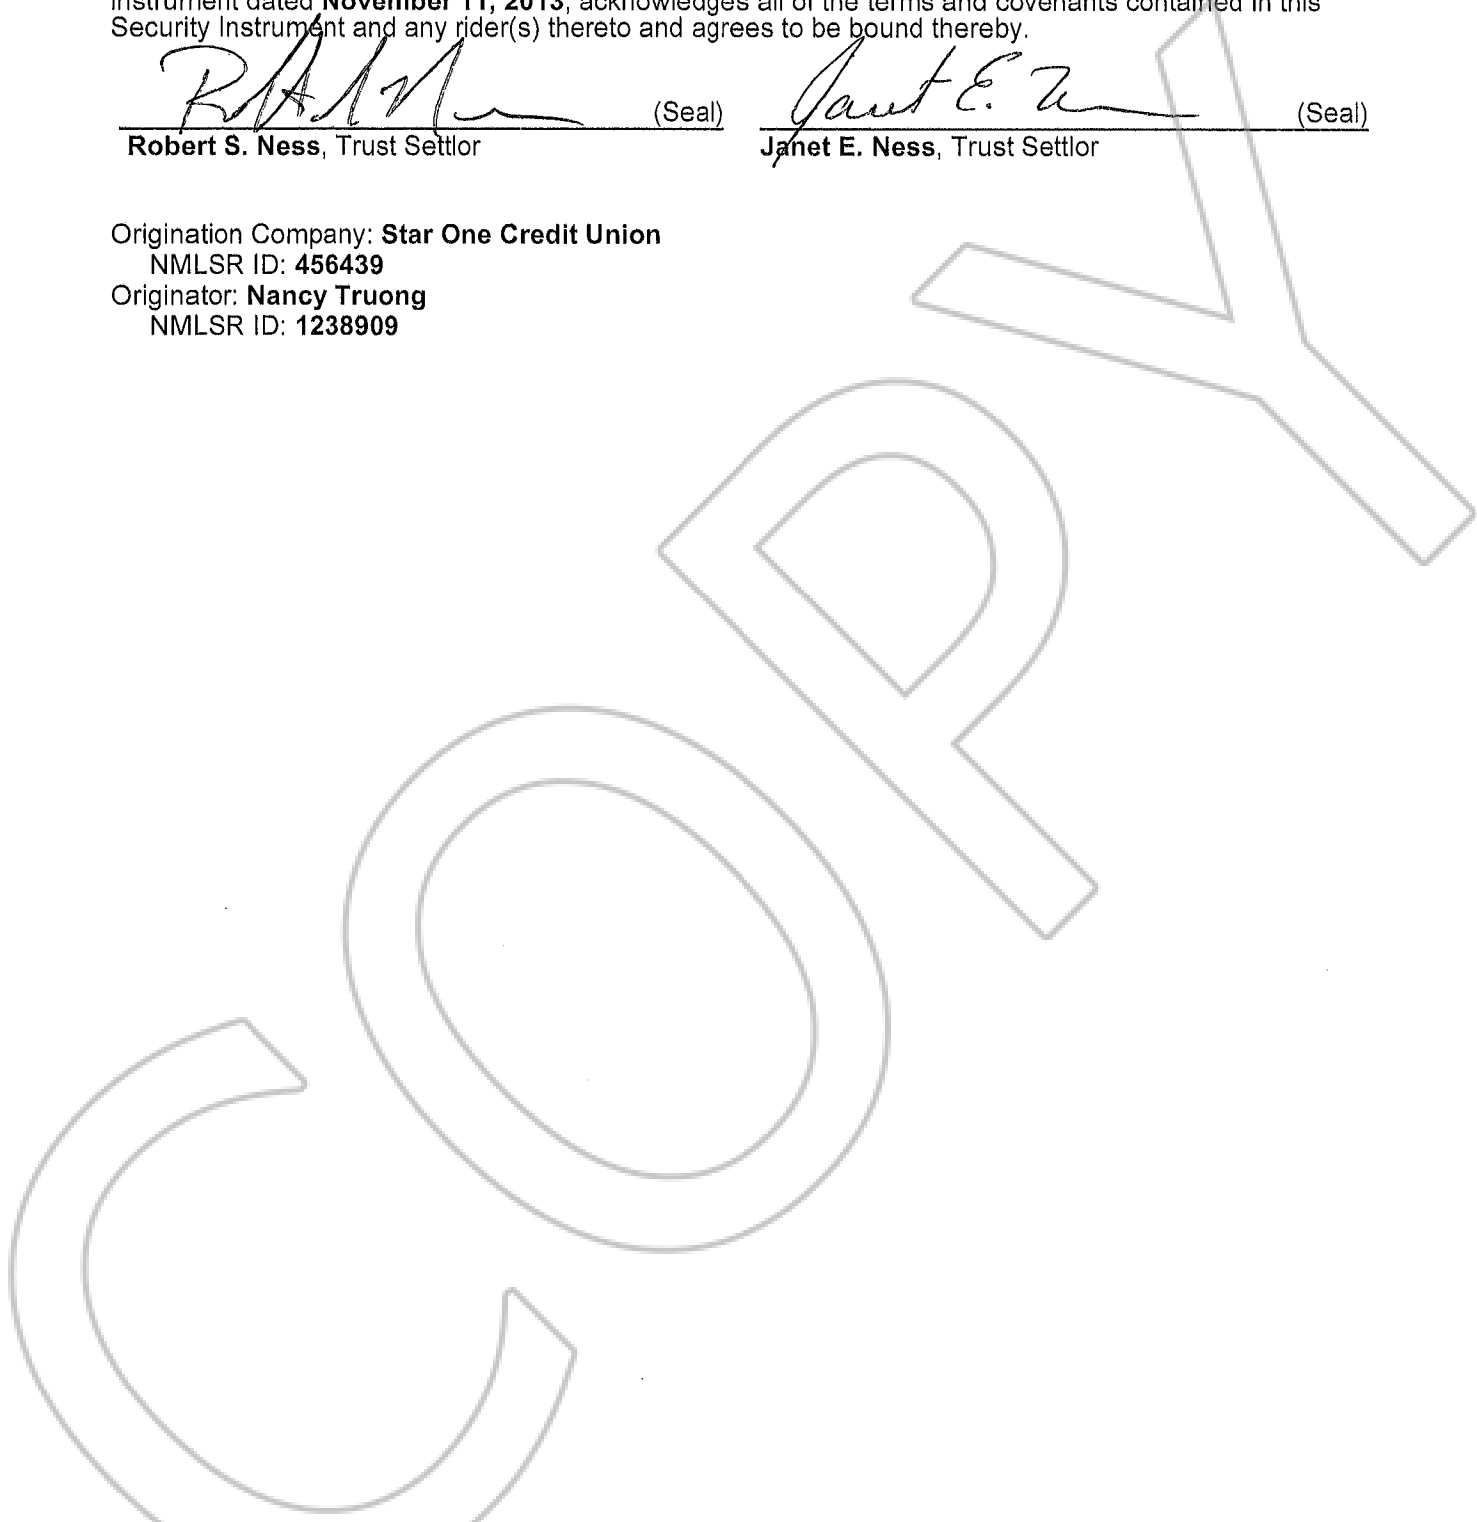 instrument dated November 11, 2013, acknowledges all of the terms and covenants contained in this
Security Instrument and any rider(s) thereto and agrees to be bound thereby.
Janet E.
(Seal) (Seal)
Robert S. Ness, Trust Settlor Janet E. Ness, Trust Settlor
Origination Company: Star One Credit Union
NMLSR ID: 456439
Originator: Nancy Truong
NMLSR ID: 1238909
COPY